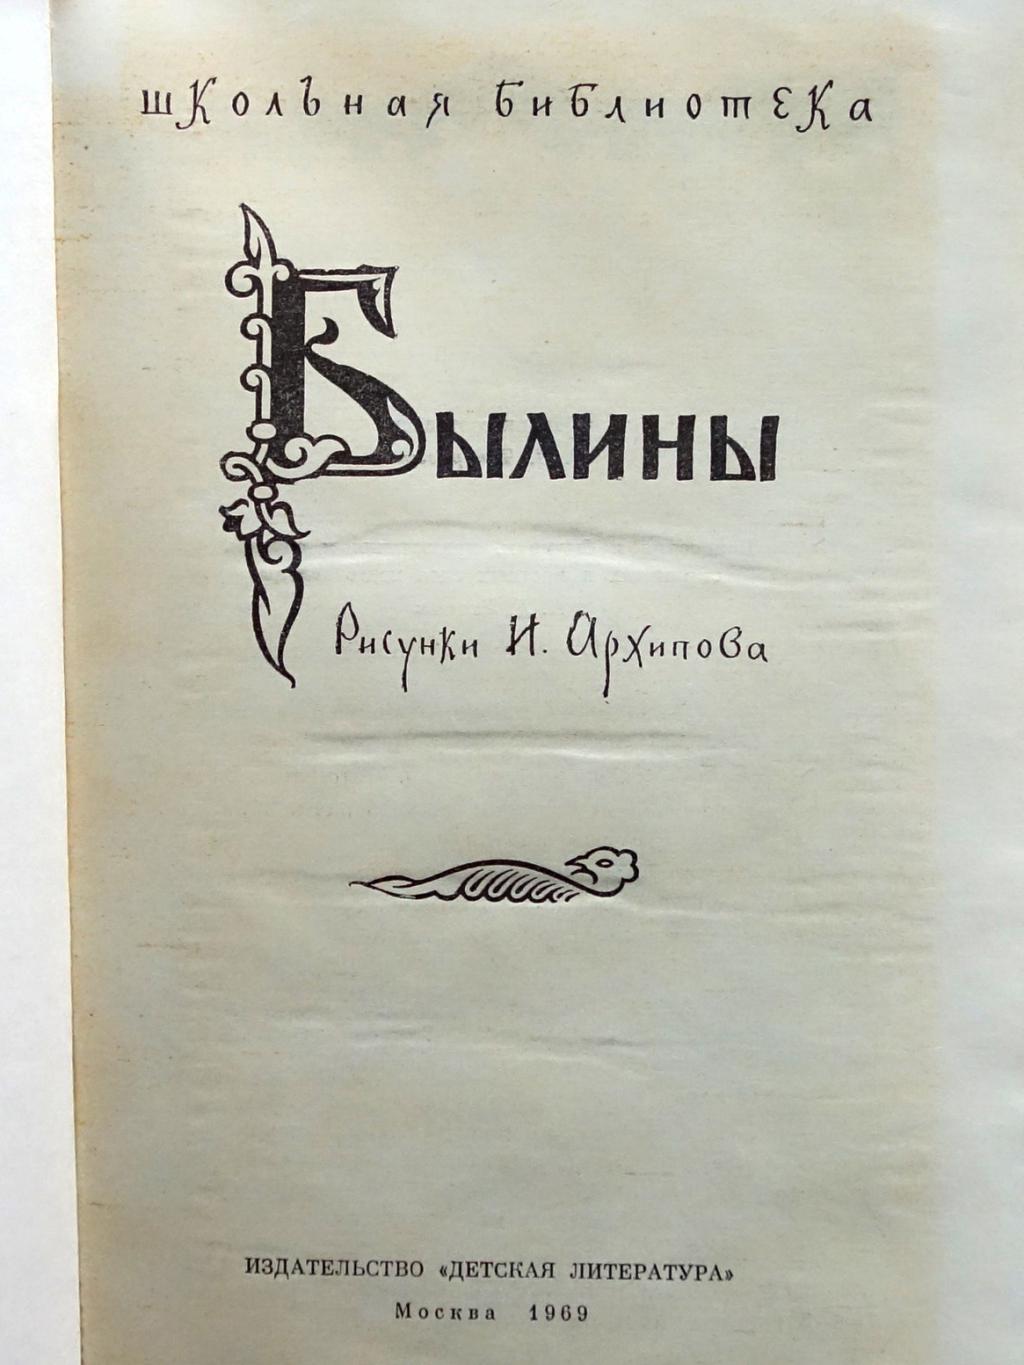 школьная библиотека
Былины
Рисунки И. Архипова
ИЗДАТЕЛЬСТВО «ДЕТСКАЯ ЛИТЕРАТУРА»
Москва 1969